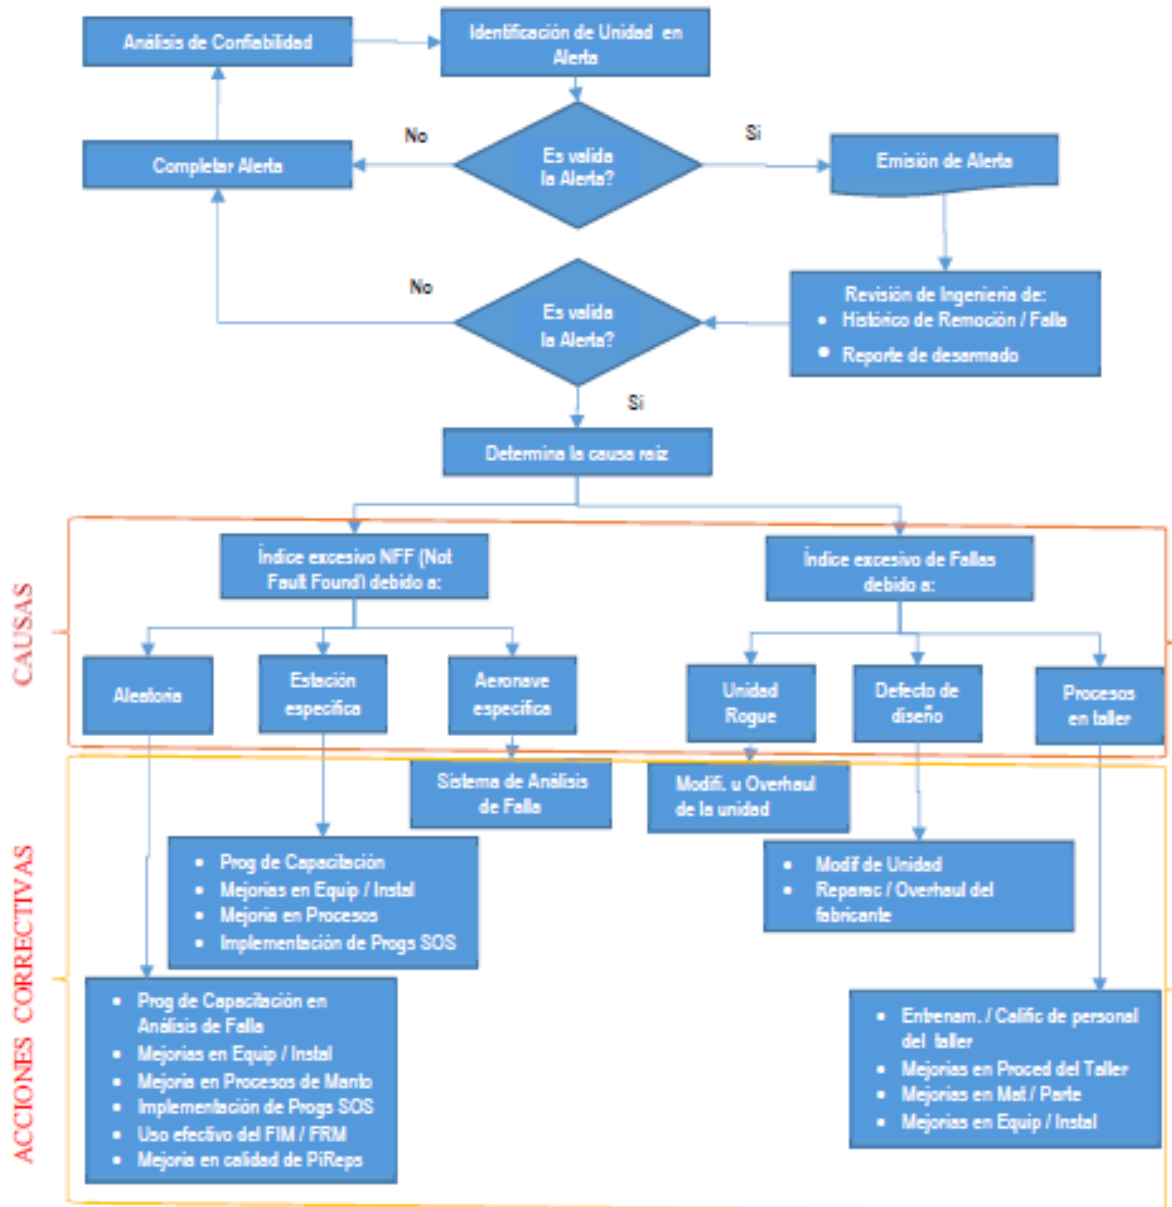 Análisis de Confiabilidad
Identificación de Unidad en
Alerta
No
Si
Completar Alerta
Es valida
la Alerta?
Emisión de Alerta
No
Es valida
la Alerta?
Revisión de Ingenieria de:
• Histórico de Remoción / Falla
• Reporte de desarmado
Si
Determina la causa raiz
CAUSAS
Índice excesivo NFF (Not
Fault Found) debido a:
Índice excesivo de Fallas
debido a:
Aleatoria
Estación
especifica
Aeronave
especifica
Unidad
Rogue
Defecto de
diseño
Procesos
en taller
ACCIONES CORRECTIVAS
Sistema de Análisis
de Falla
Modifi. u Overhaul
de la unidad
• Prog de Capacitación
• Mejorias en Equip / Instal
• Mejoria en Procesos
• Implementación de Progs SOS
• Modif de Unidad
• Reparac / Overhaul del
fabricante
• Prog de Capacitación en
Análisis de Falla
• Mejorias en Equip / Instal
• Mejoria en Procesos de Manto
• Implementación de Progs SOS
• Uso efectivo del FIM / FRM
• Mejoria en calidad de PiReps
• Entrenam. / Calific de personal
del taller
• Mejorias en Proced del Taller
• Mejorias en Mat / Parte
• Mejorias en Equip / Instal